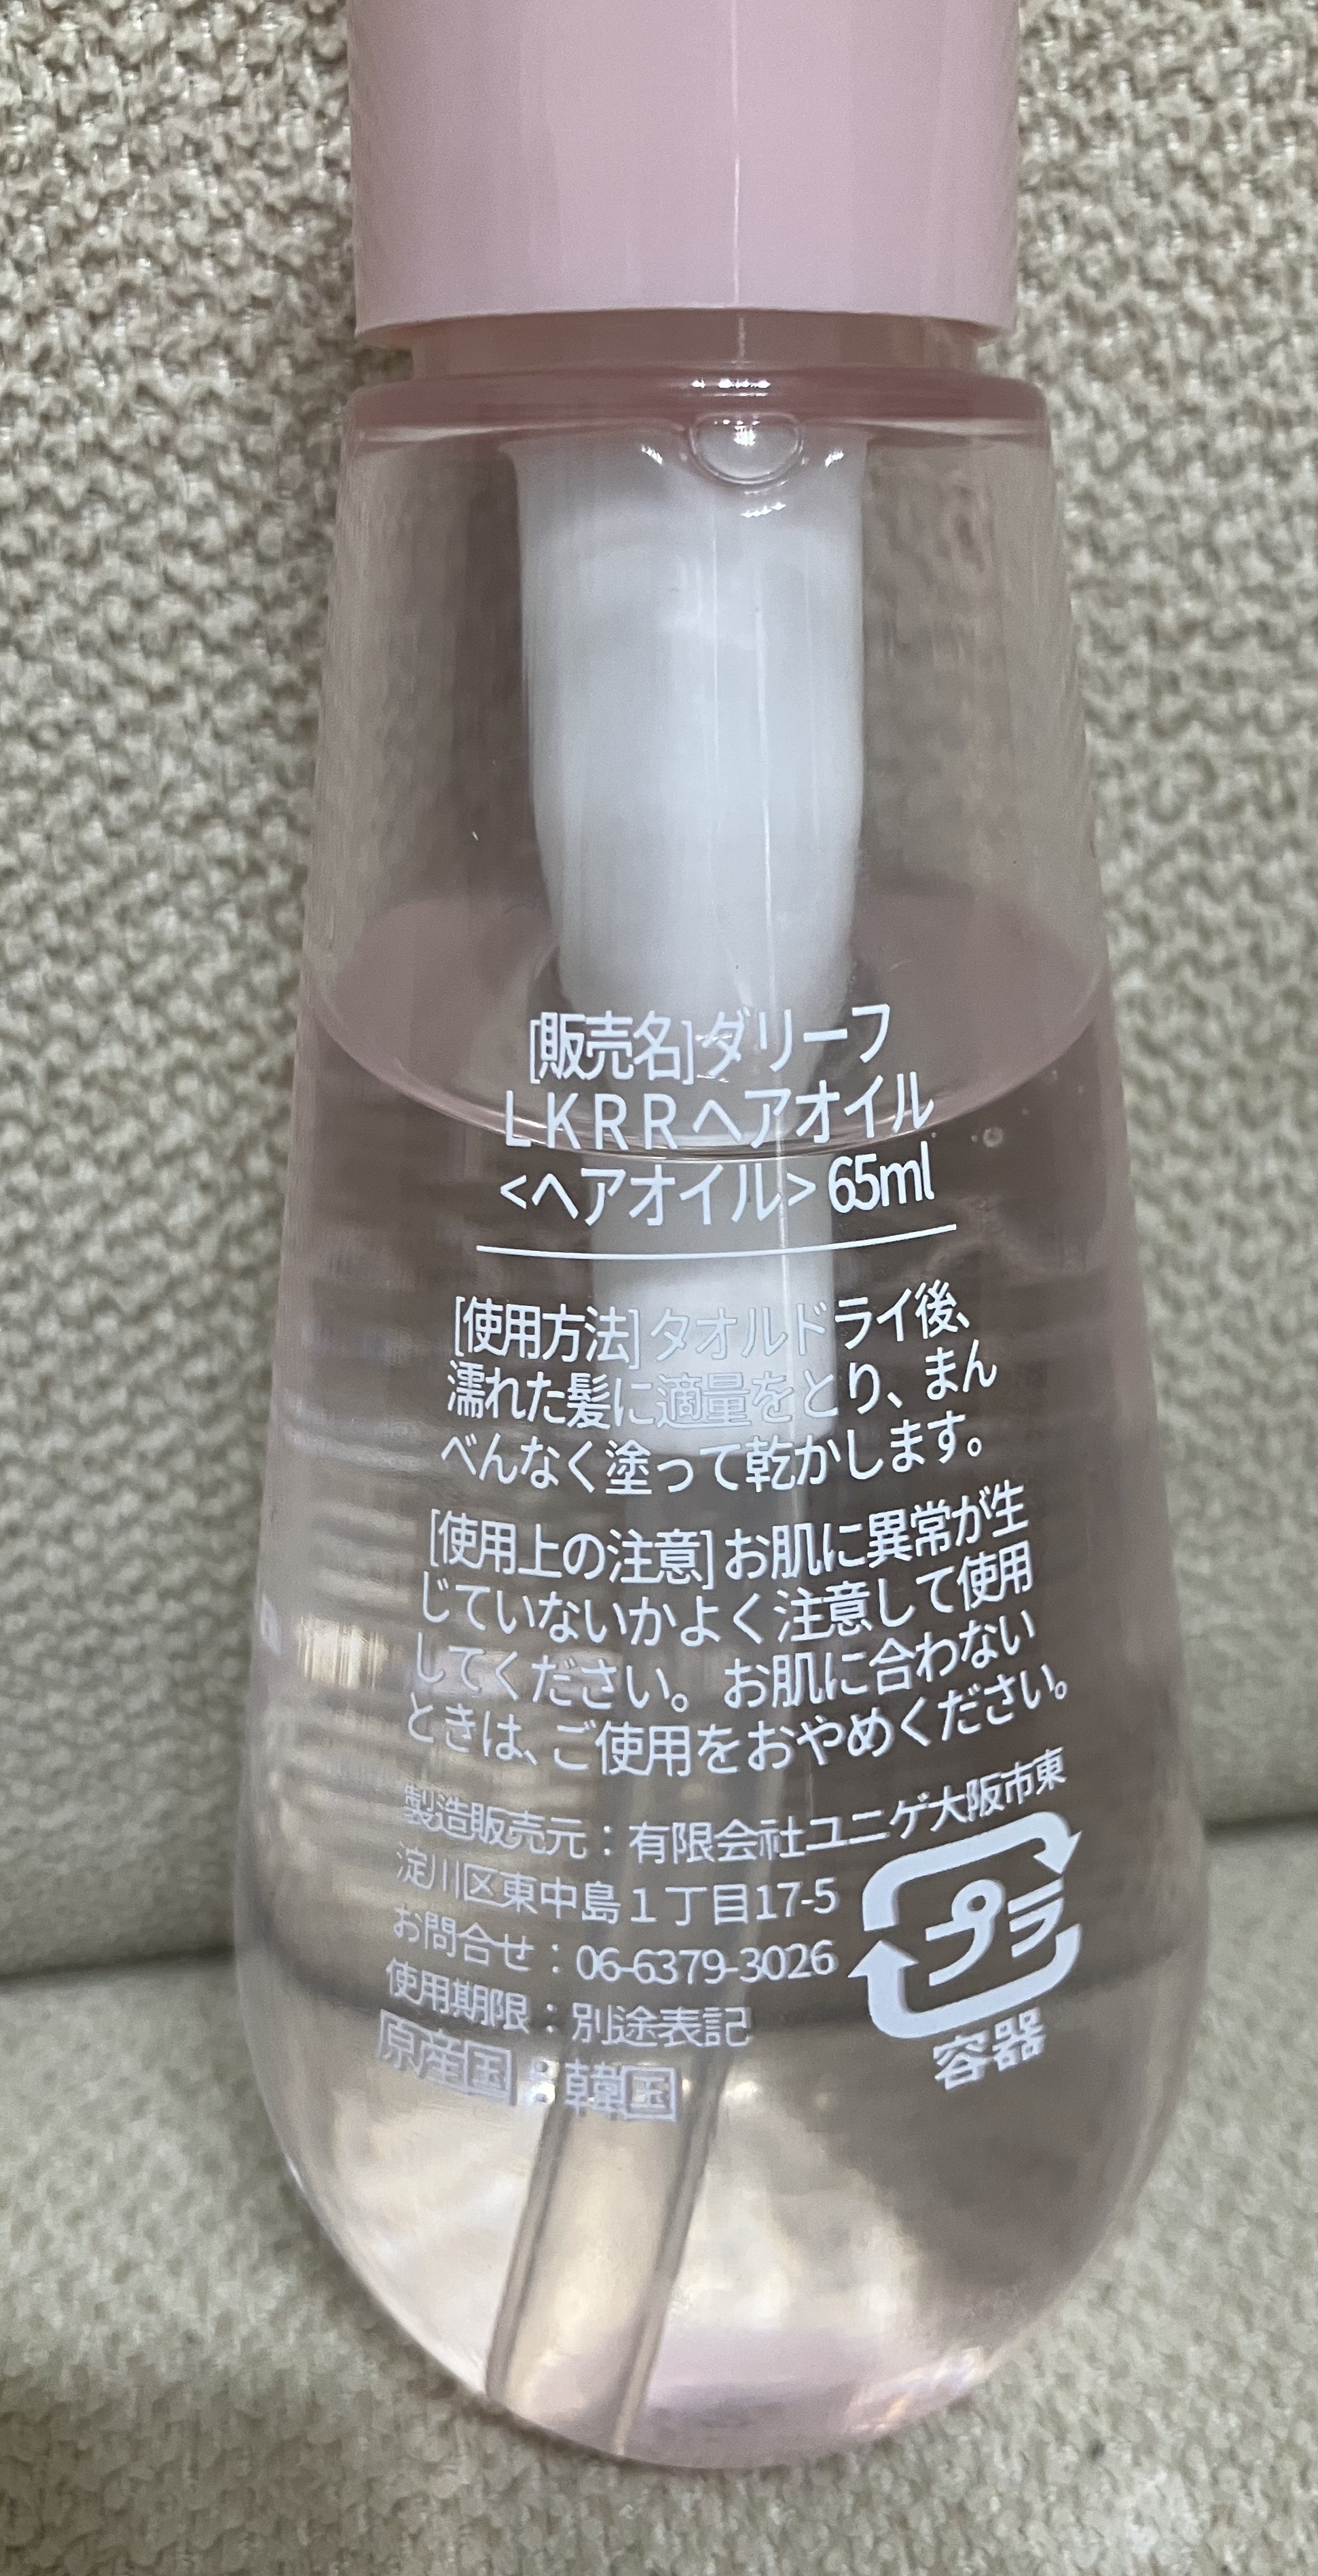 [販売名]ダリーフ
LKRRヘアオイル
<ヘアオイル> 65ml
[使用方法]タオルドライ後、
濡れた髪に適量をとり、まん
べんなく塗って乾かします。
[使用上の注意]お肌に異常が生
じていないかよく注意して使用
してください。お肌に合わない
ときは、ご使用をおやめください。
製造販売元：有限会社ユニゲ大阪市東
淀川区東中島1丁目17-5
お問合せ：06-6379-3026
使用期限：別途表記
原産国：韓国
プラ
容器